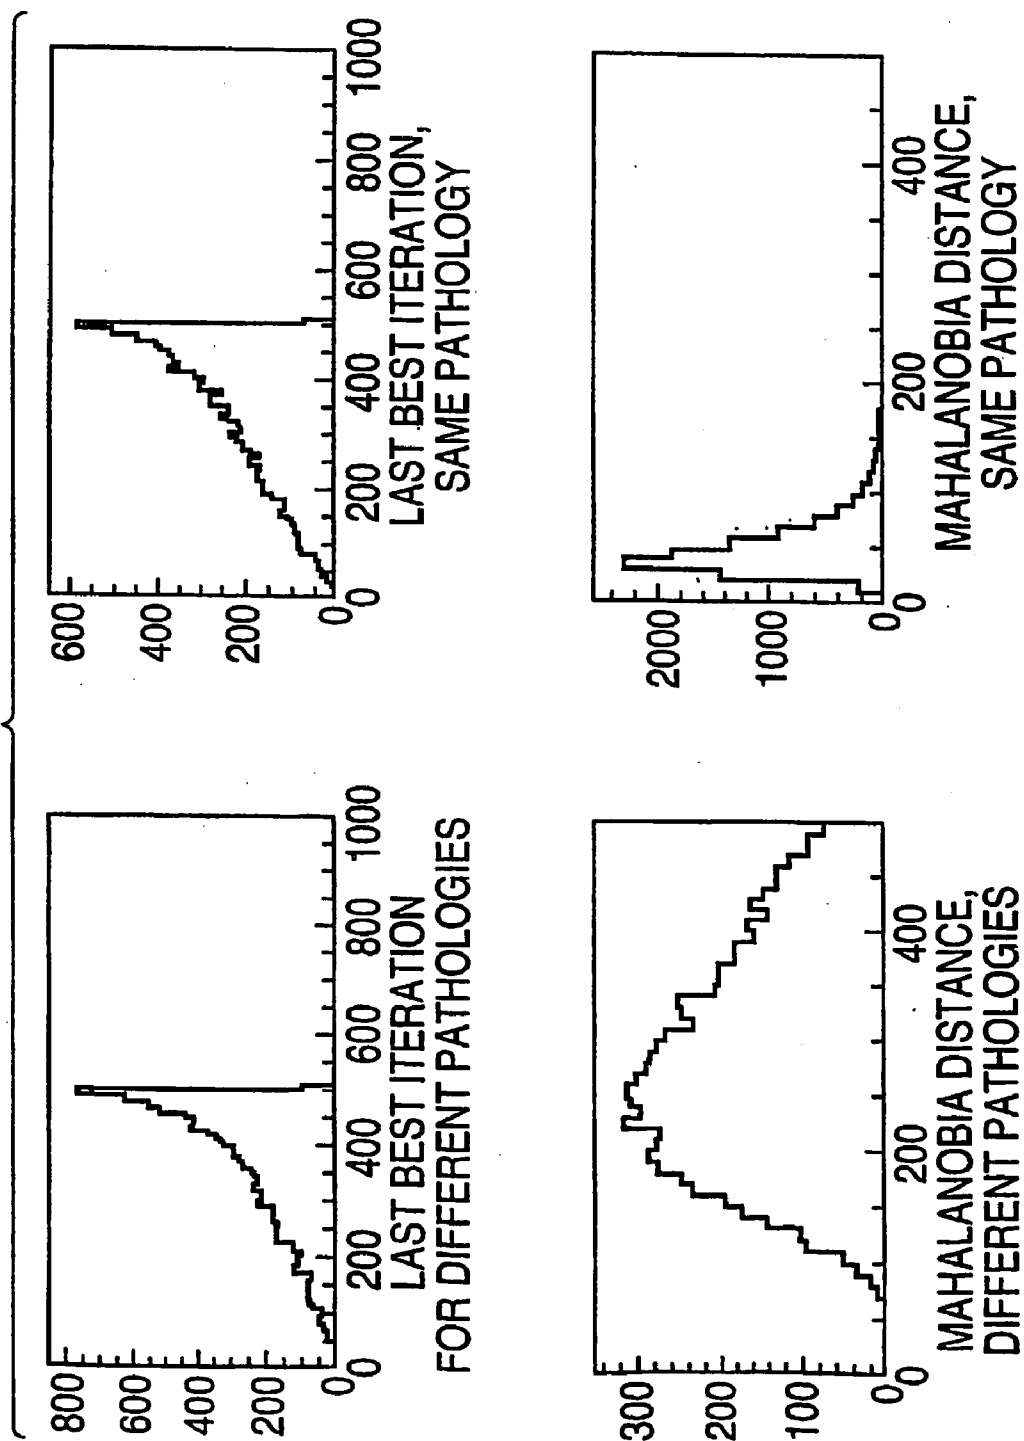 800
600
400
200
0
0 200 400 600 800 1000
LAST BEST ITERATION
FOR DIFFERENT PATHOLOGIES
600
400
200
0
0 200 400 600 800 1000
LAST BEST ITERATION,
SAME PATHOLOGY
300
200
100
0
0 200 400
MAHALANOBIA DISTANCE,
DIFFERENT PATHOLOGIES
2000
1000
0
0 200 400
MAHALANOBIA DISTANCE,
SAME PATHOLOGY